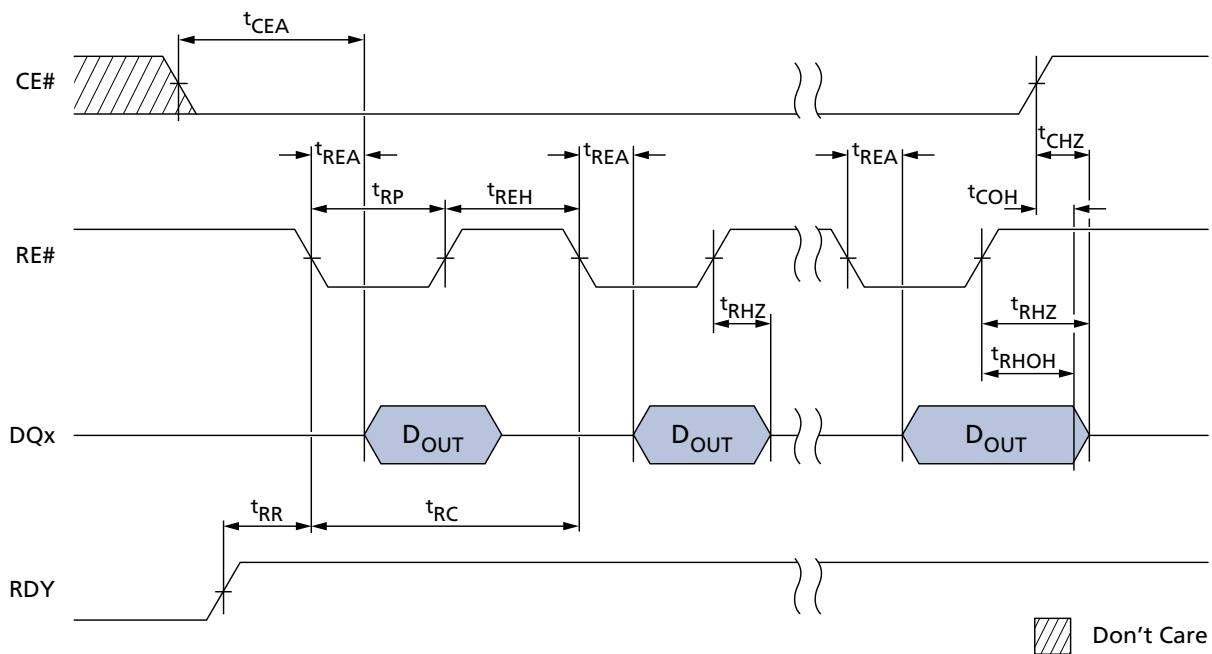 tCEA
CE#
tCHZ
tREA
tREA
tREA
tCOH
tRP
tREH
RE#
tRHZ
tRHZ
tRHOH
DQx
DOUT
DOUT
DOUT
tRR
tRC
RDY
Don't Care